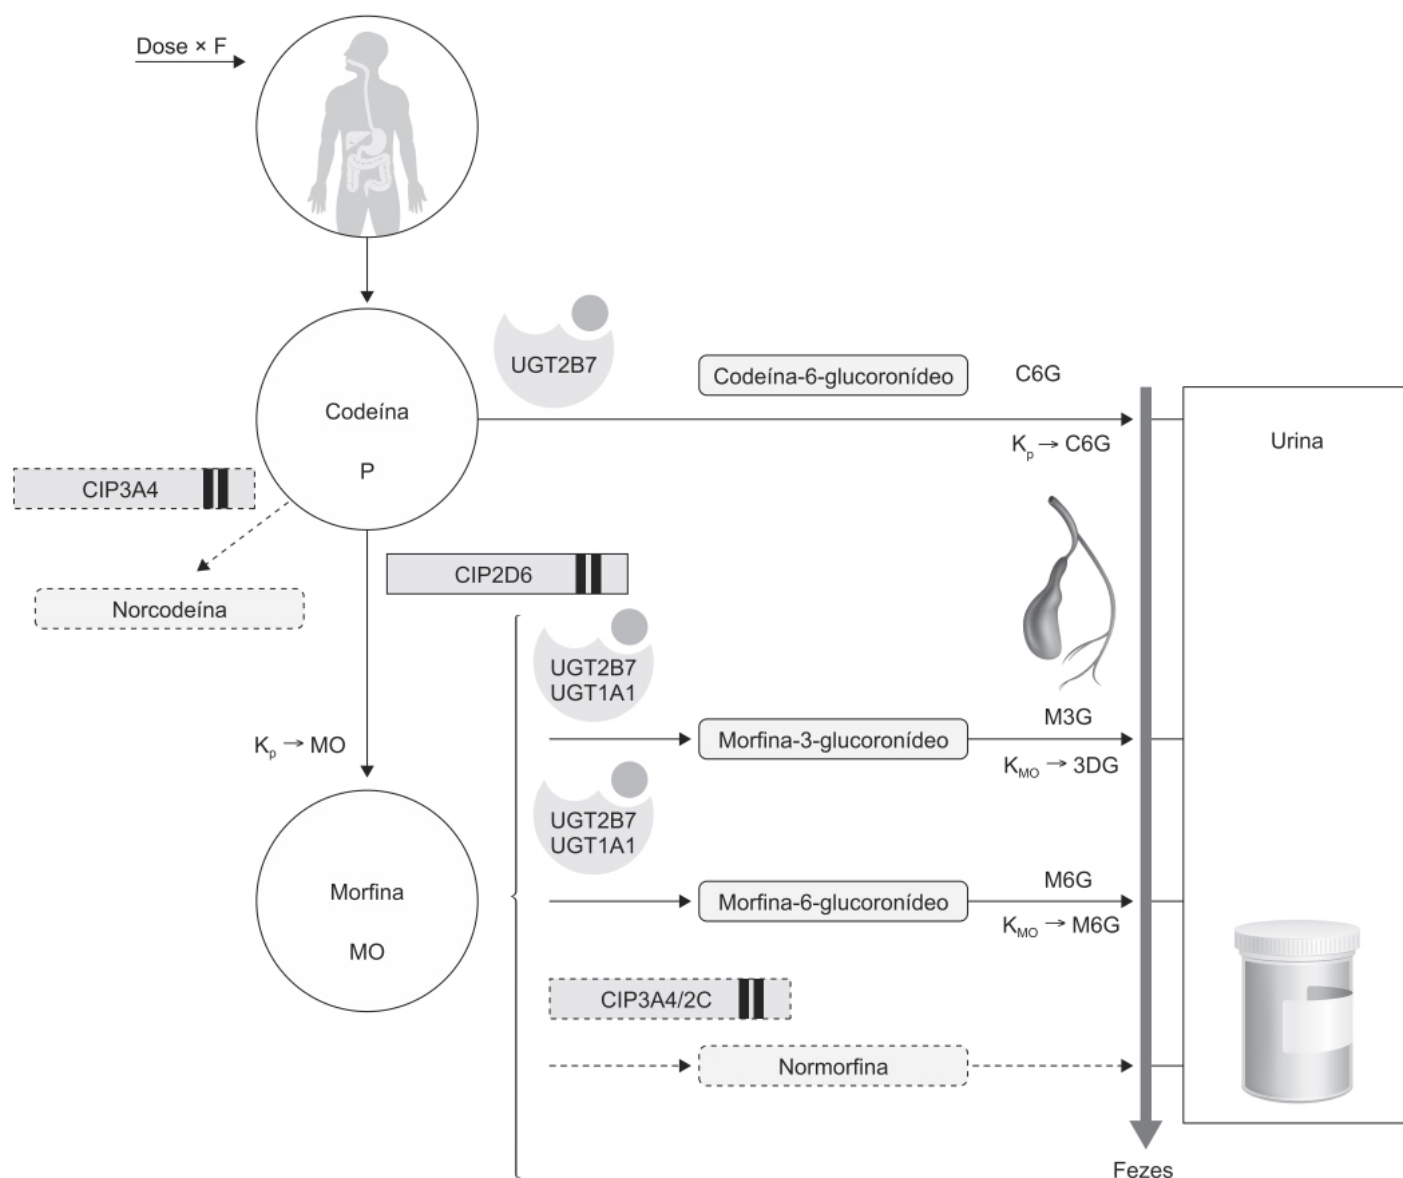 Dose × F
UGT2B7
Codeína-6-glucoronídeo
C6G
Codeína
P
Kp → C6G
Urina
CIP3A4
CIP2D6
Norcodeína
UGT2B7
UGT1A1
Kp → MO
Morfina-3-glucoronídeo
M3G
KMO → 3DG
UGT2B7
UGT1A1
Morfina
MO
Morfina-6-glucoronídeo
M6G
KMO → M6G
CIP3A4/2C
Normorfina
Fezes